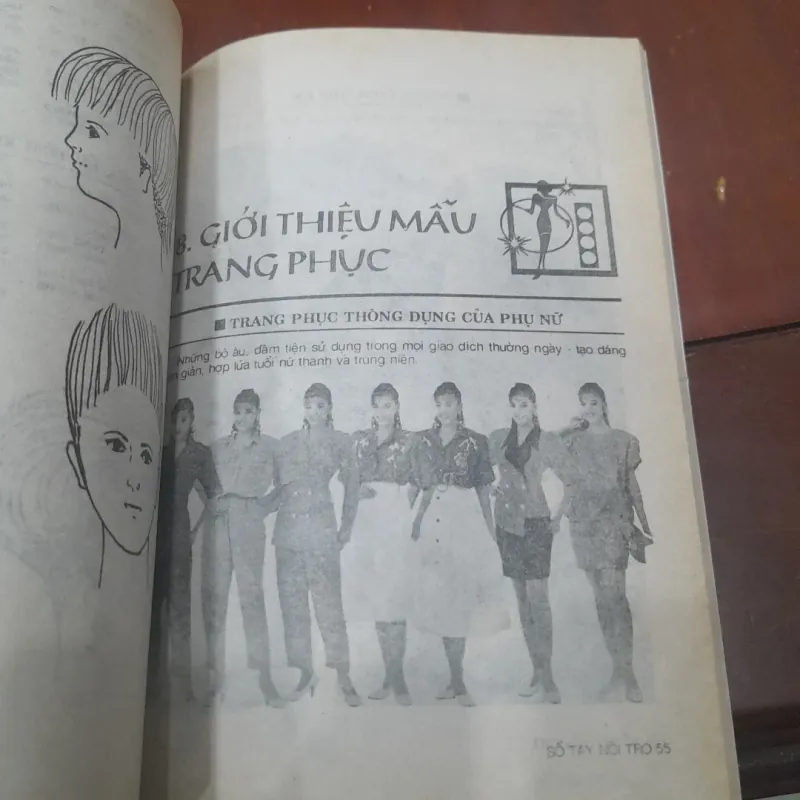 8. GIỚI THIỆU MẪU
TRANG PHỤC
TRANG PHỤC THÔNG DỤNG CỦA PHỤ NỮ
Những bộ âu, đầm tiện sử dụng trong mọi giao dịch thường ngày - tạo dáng
giản, hợp lứa tuổi nữ thanh và trung niên.
SỔ TAY NỘI TRỢ 55